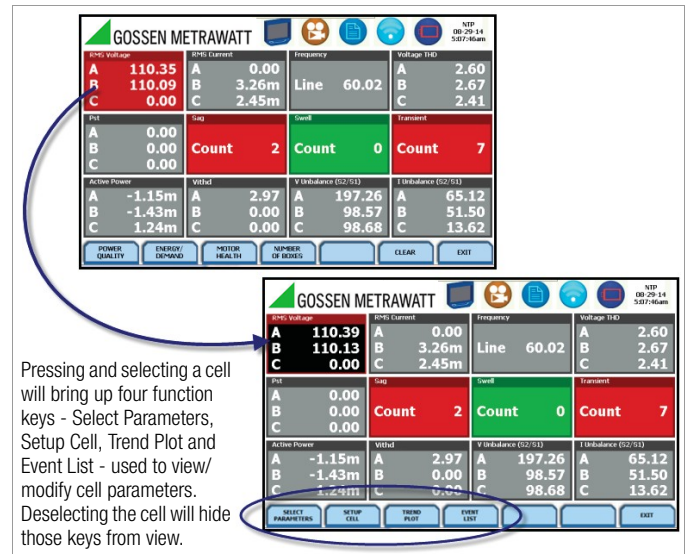 GOSSEN METRAWATT
NTP
08-29-14
5:07:46am
RMS Voltage
A 110.35
B 110.09
C 0.00
RMS Current
A 0.00
B 3.26m
C 2.45m
Frequency
Line 60.02
Voltage THD
A 2.60
B 2.67
C 2.41
Pst
A 0.00
B 0.00
C 0.00
Sag
Count 2
Swell
Count 0
Transient
Count 7
Active Power
A -1.15m
B -1.43m
C 1.24m
Vithd
A 2.97
B 0.00
C 0.00
V Unbalance (S2/S1)
A 197.26
B 98.57
C 98.68
I Unbalance (S2/S1)
A 65.12
B 51.50
C 13.62
POWER
QUALITY
ENERGY/
DEMAND
MOTOR
HEALTH
NUMBER
OF BOXES
CLEAR
EXIT
GOSSEN METRAWATT
NTP
08-29-14
5:07:46am
RMS Voltage
A 110.39
B 110.13
C 0.00
RMS Current
A 0.00
B 3.26m
C 2.45m
Frequency
Line 60.02
Voltage THD
A 2.60
B 2.67
C 2.41
Pst
A 0.00
B 0.00
C 0.00
Sag
Count 2
Swell
Count 0
Transient
Count 7
Active Power
A -1.15m
B -1.43m
C 1.24m
Vithd
A 2.97
B 0.00
C 0.00
V Unbalance (S2/S1)
A 197.26
B 98.57
C 98.68
I Unbalance (S2/S1)
A 65.12
B 51.50
C 13.62
SELECT
PARAMETERS
SETUP
CELL
TREND
PLOT
EVENT
LIST
EXIT
Pressing and selecting a cell
will bring up four function
keys - Select Parameters,
Setup Cell, Trend Plot and
Event List - used to view/
modify cell parameters.
Deselecting the cell will hide
those keys from view.